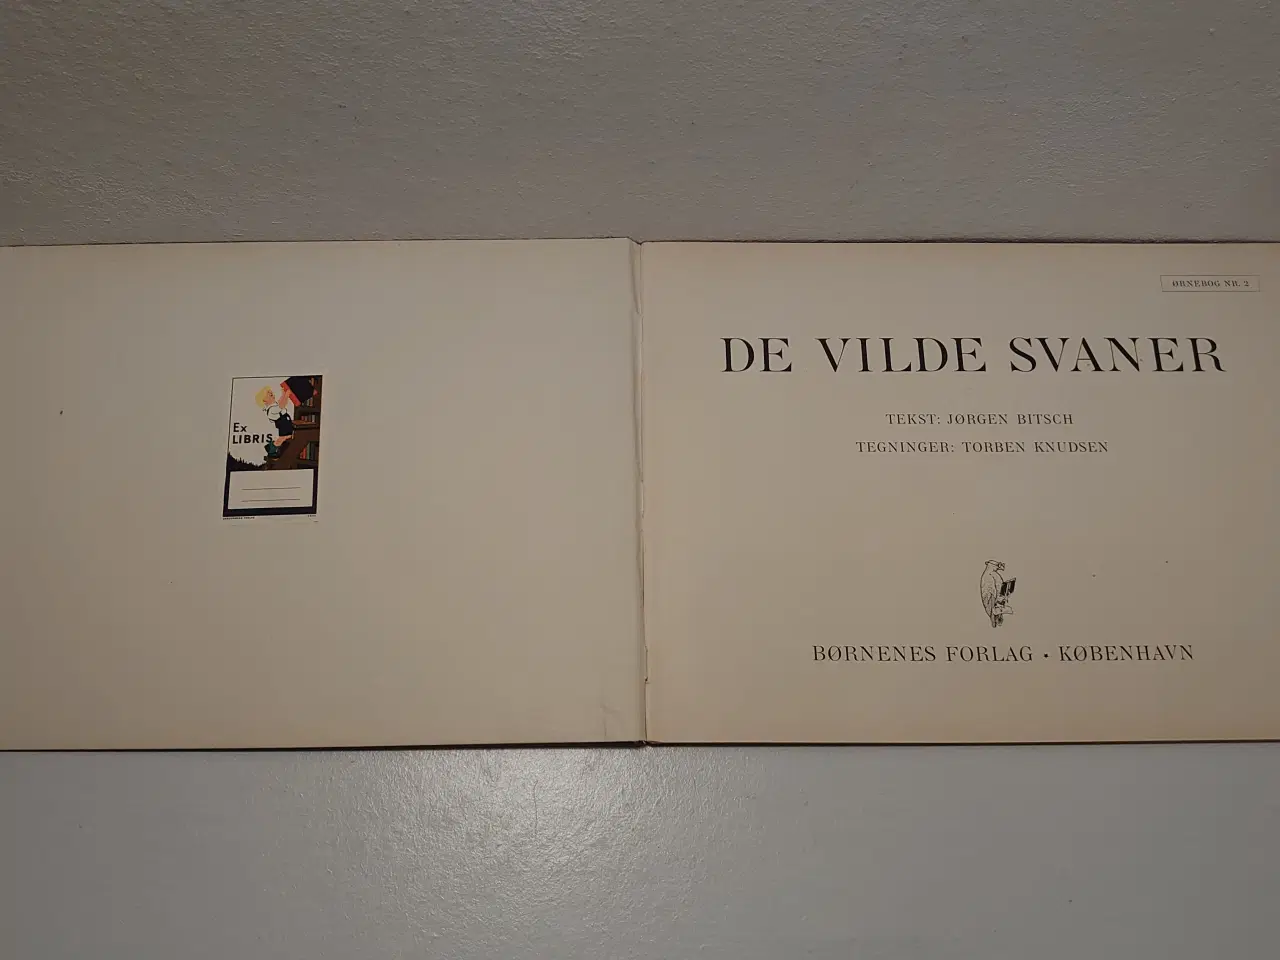 Ex
LIBRIS
ØRNEBOG NR. 2
DE VILDE SVANER
TEKST: JØRGEN BITSCH
TEGNINGER: TORBEN KNUDSEN
BØRNENES FORLAG · KØBENHAVN